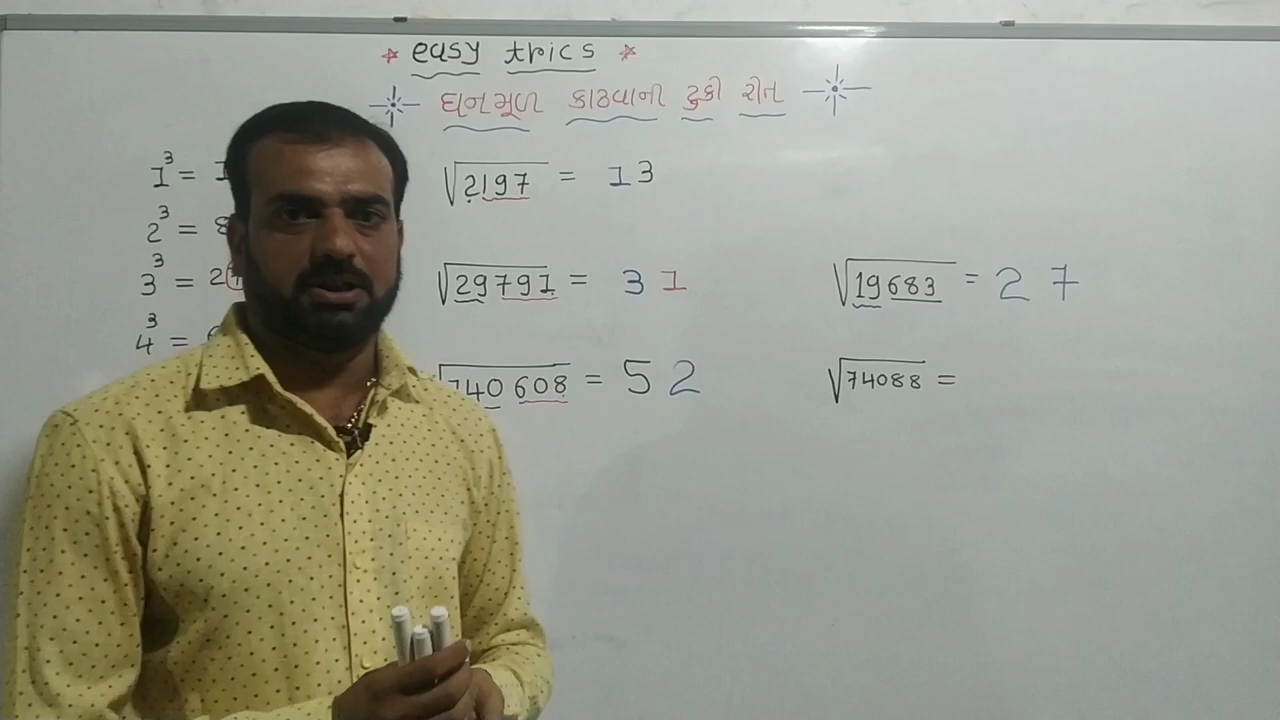 easy trics
ઘનમૂળ કાઢવાની ટુકી રીત
1³ = 1
2³ = 8
3³ = 27
4³ =
√2197 = 13
√29791 = 31
√140608 = 52
√19683 = 27
√74088 =